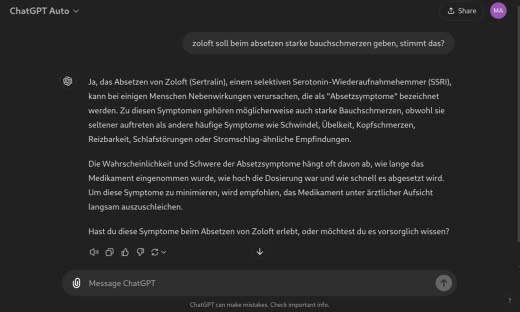 ChatGPT Auto
Share
MA
zoloft soll beim absetzen starke bauchschmerzen geben, stimmt das?
Ja, das Absetzen von Zoloft (Sertralin), einem selektiven Serotonin-Wiederaufnahmehemmer (SSRI),
kann bei einigen Menschen Nebenwirkungen verursachen, die als "Absetzsymptome" bezeichnet
werden. Zu diesen Symptomen gehören möglicherweise auch starke Bauchschmerzen, obwohl sie
seltener auftreten als andere häufige Symptome wie Schwindel, Übelkeit, Kopfschmerzen,
Reizbarkeit, Schlafstörungen oder Stromschlag-ähnliche Empfindungen.
Die Wahrscheinlichkeit und Schwere der Absetzsymptome hängt oft davon ab, wie lange das
Medikament eingenommen wurde, wie hoch die Dosierung war und wie schnell es abgesetzt wird.
Um diese Symptome zu minimieren, wird empfohlen, das Medikament unter ärztlicher Aufsicht
langsam auszuschleichen.
Hast du diese Symptome beim Absetzen von Zoloft erlebt, oder möchtest du es vorsorglich wissen?
Message ChatGPT
ChatGPT can make mistakes. Check important info.
?